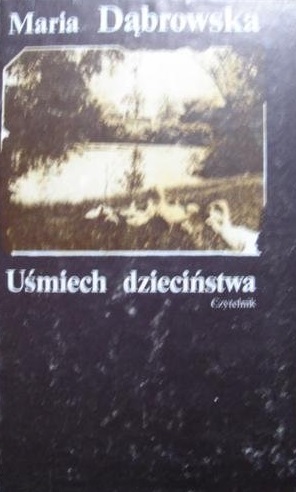 Maria Dąbrowska
Uśmiech dzieciństwa
Czytelnik